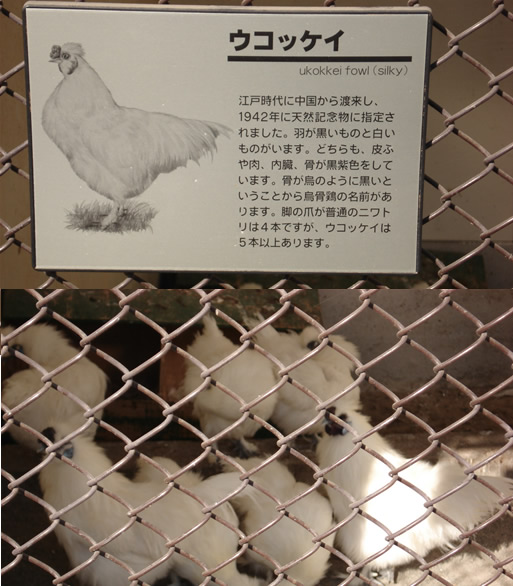 ウコッケイ
ukokkei fowl (silky)
江戸時代に中国から渡来し、
1942年に天然記念物に指定さ
れました。羽が黒いものと白い
ものがいます。どちらも、皮ふ
や肉、内臓、骨が黒紫色をして
います。骨が烏のように黒いと
いうことから烏骨鶏の名前があ
ります。脚の爪が普通のニワト
リは4本ですが、ウコッケイは
5本以上あります。